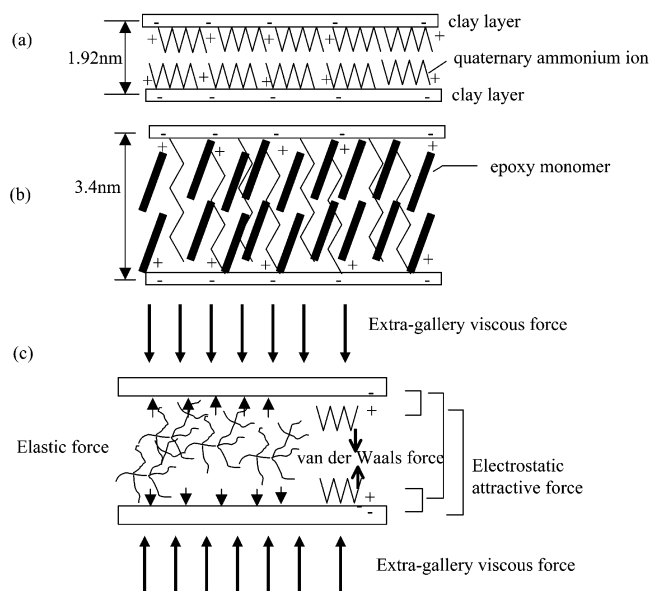 (a)
clay layer
1.92nm
quaternary ammonium ion
clay layer
(b)
3.4nm
epoxy monomer
Extra-gallery viscous force
(c)
Elastic force
van der Waals force
Electrostatic
attractive force
Extra-gallery viscous force